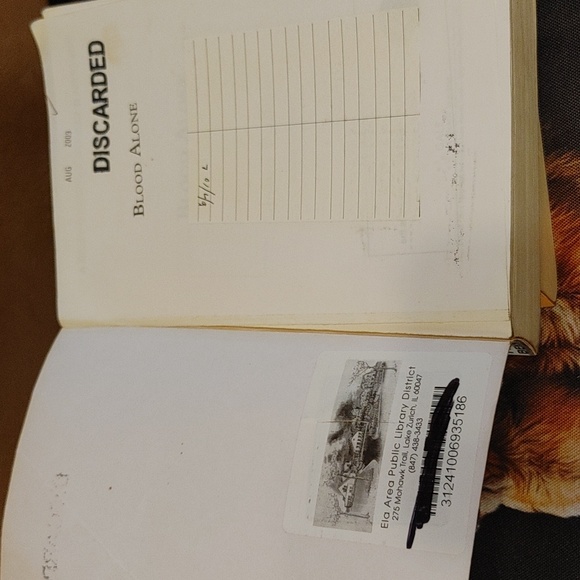 AUG 2009
DISCARDED
BLOOD ALONE
Ela Area Public Library District
275 Mohawk Trail, Lake Zurich, IL 60047
(847) 438-3433
31241006935186